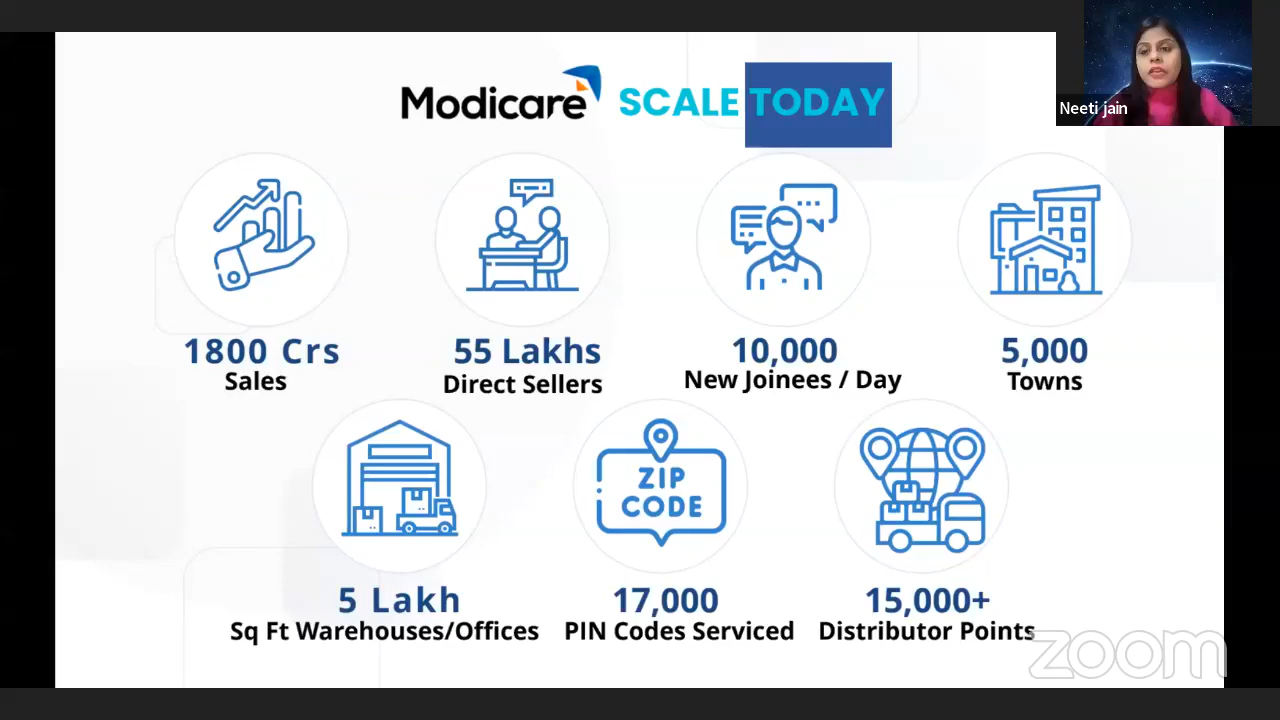 Modicare SCALE TODAY
Neeti jain
1800 Crs
Sales
55 Lakhs
Direct Sellers
10,000
New Joinees / Day
5,000
Towns
ZIP
CODE
5 Lakh
Sq Ft Warehouses/Offices
17,000
PIN Codes Serviced
15,000+
Distributor Points
zoom